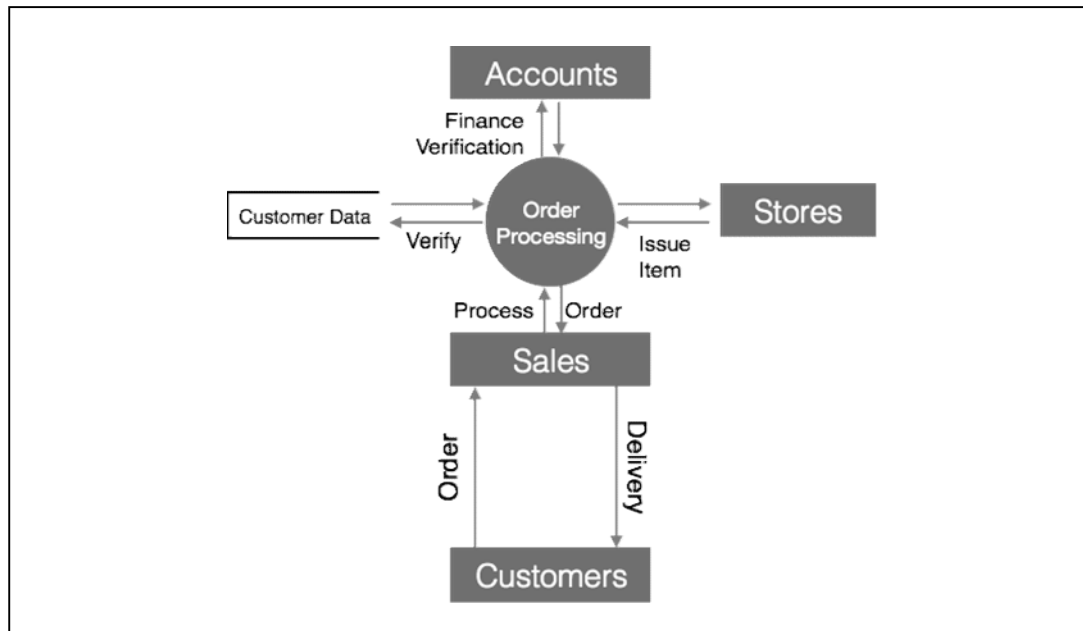 Accounts
Finance
Verification
Customer Data
Order
Processing
Stores
Verify
Issue
Item
Process
Order
Sales
Order
Delivery
Customers